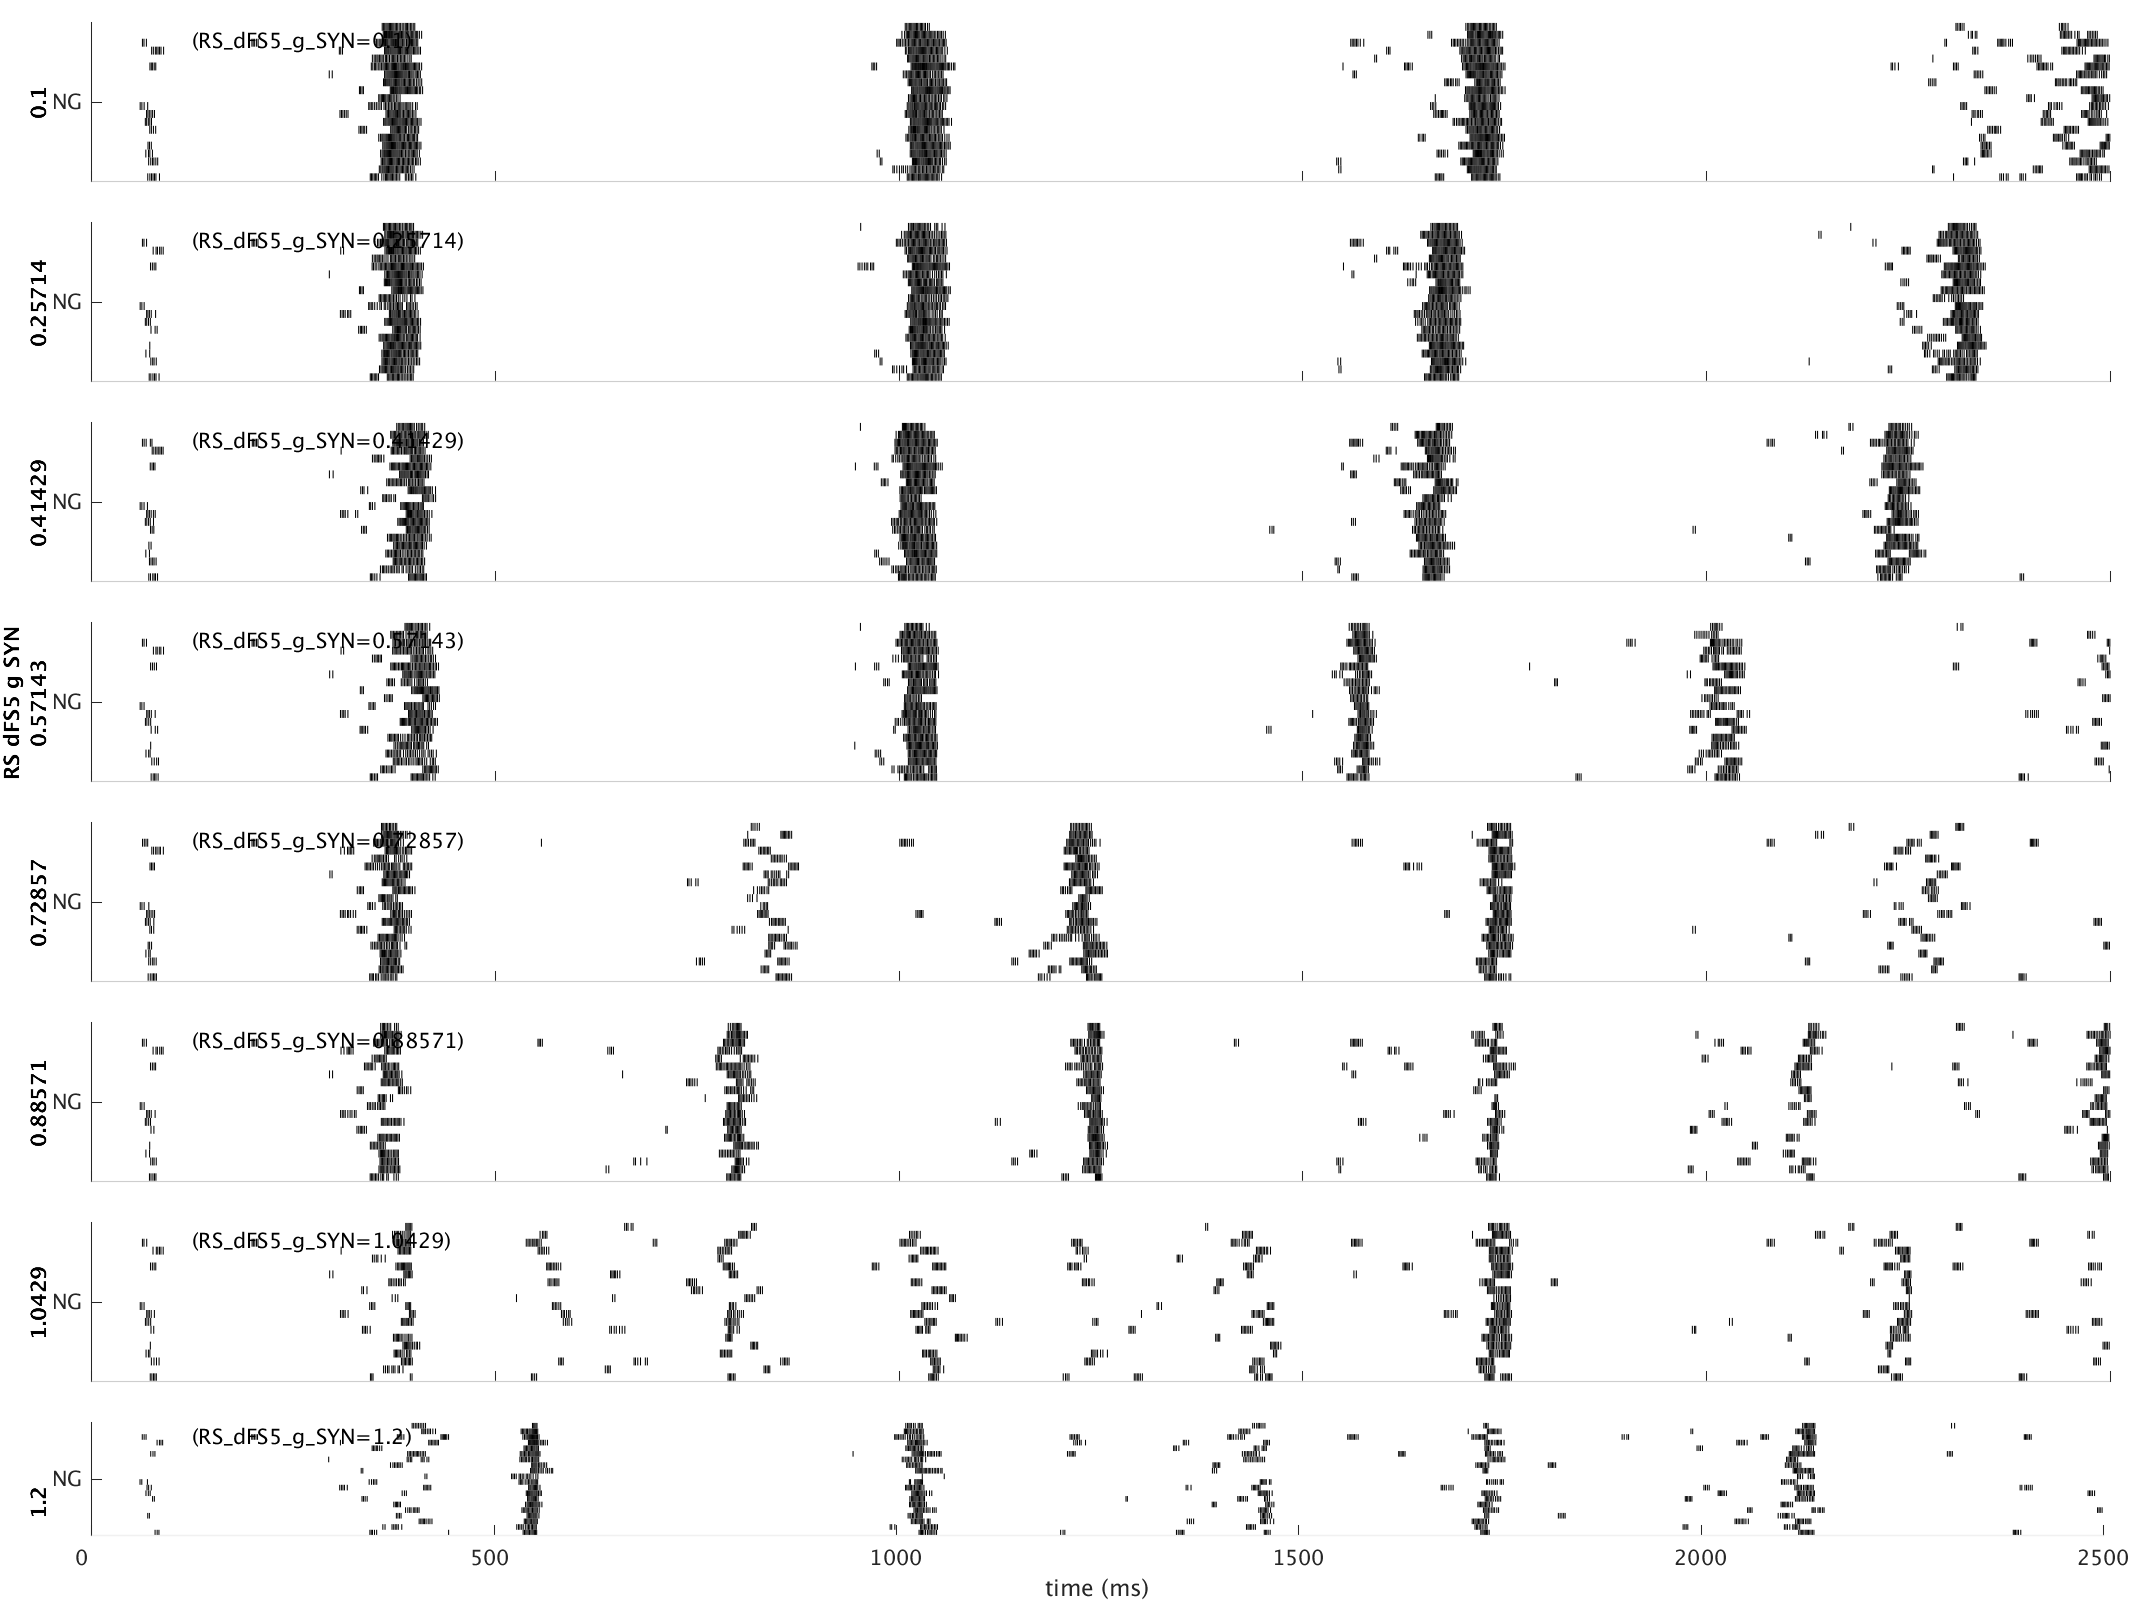 RS dFS5 g SYN
0.1
NG
(RS_dFS5_g_SYN=0.1)
0.25714
NG
(RS_dFS5_g_SYN=0.25714)
0.41429
NG
(RS_dFS5_g_SYN=0.41429)
0.57143
NG
(RS_dFS5_g_SYN=0.57143)
0.72857
NG
(RS_dFS5_g_SYN=0.72857)
0.88571
NG
(RS_dFS5_g_SYN=0.88571)
1.0429
NG
(RS_dFS5_g_SYN=1.0429)
1.2
NG
(RS_dFS5_g_SYN=1.2)
0 500 1000 1500 2000 2500
time (ms)